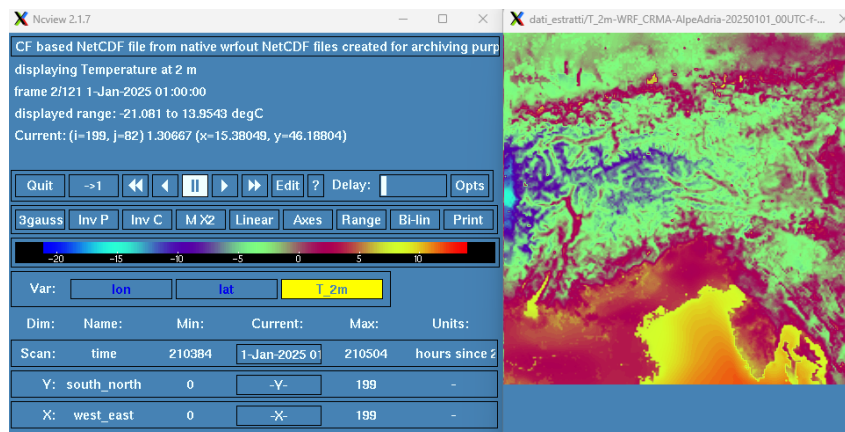 Ncview 2.1.7
dati_estratti/T_2m-WRF_CRMA-AlpeAdria-20250101_00UTC-f-...
CF based NetCDF file from native wrfout NetCDF files created for archiving purp
displaying Temperature at 2 m
frame 2/121 1-Jan-2025 01:00:00
displayed range: -21.081 to 13.9543 degC
Current: (i=199, j=82) 1.30667 (x=15.38049, y=46.18804)
Quit ->1 Edit ? Delay: Opts
3gauss Inv P Inv C M X2 Linear Axes Range Bi-lin Print
-20 -15 -10 -5 0 5 10
Var: lon lat T_2m
Dim: Name: Min: Current: Max: Units:
Scan: time 210384 1-Jan-2025 01 210504 hours since 2
Y: south_north 0 -Y- 199 -
X: west_east 0 -X- 199 -